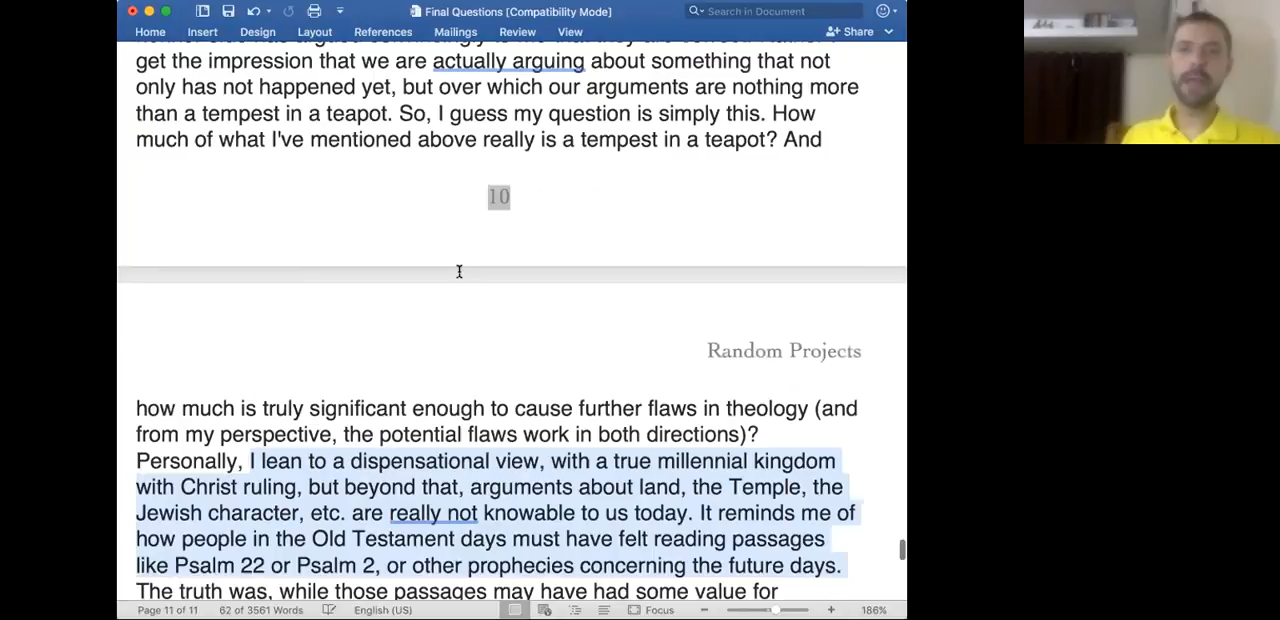 Final Questions [Compatibility Mode]
Search in Document
Home Insert Design Layout References Mailings Review View Share
get the impression that we are actually arguing about something that not
only has not happened yet, but over which our arguments are nothing more
than a tempest in a teapot. So, I guess my question is simply this. How
much of what I've mentioned above really is a tempest in a teapot? And
10
Random Projects
how much is truly significant enough to cause further flaws in theology (and
from my perspective, the potential flaws work in both directions)?
Personally, I lean to a dispensational view, with a true millennial kingdom
with Christ ruling, but beyond that, arguments about land, the Temple, the
Jewish character, etc. are really not knowable to us today. It reminds me of
how people in the Old Testament days must have felt reading passages
like Psalm 22 or Psalm 2, or other prophecies concerning the future days.
The truth was, while those passages may have had some value for
Page 11 of 11 62 of 3561 Words English (US) Focus 186%